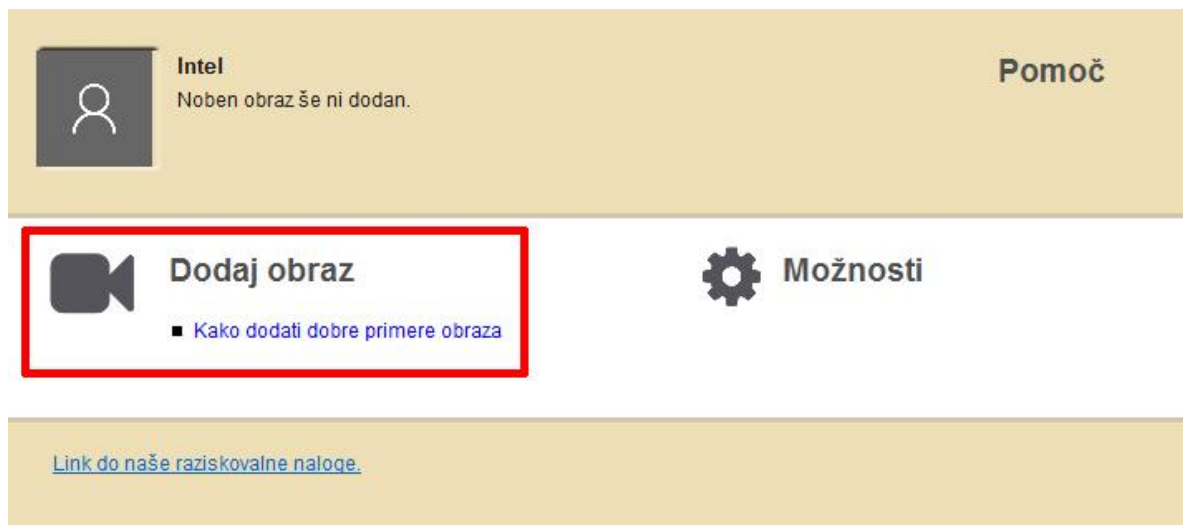 Intel
Noben obraz še ni dodan.
Pomoč
Dodaj obraz
Kako dodati dobre primere obraza
Možnosti
Link do naše raziskovalne naloge.